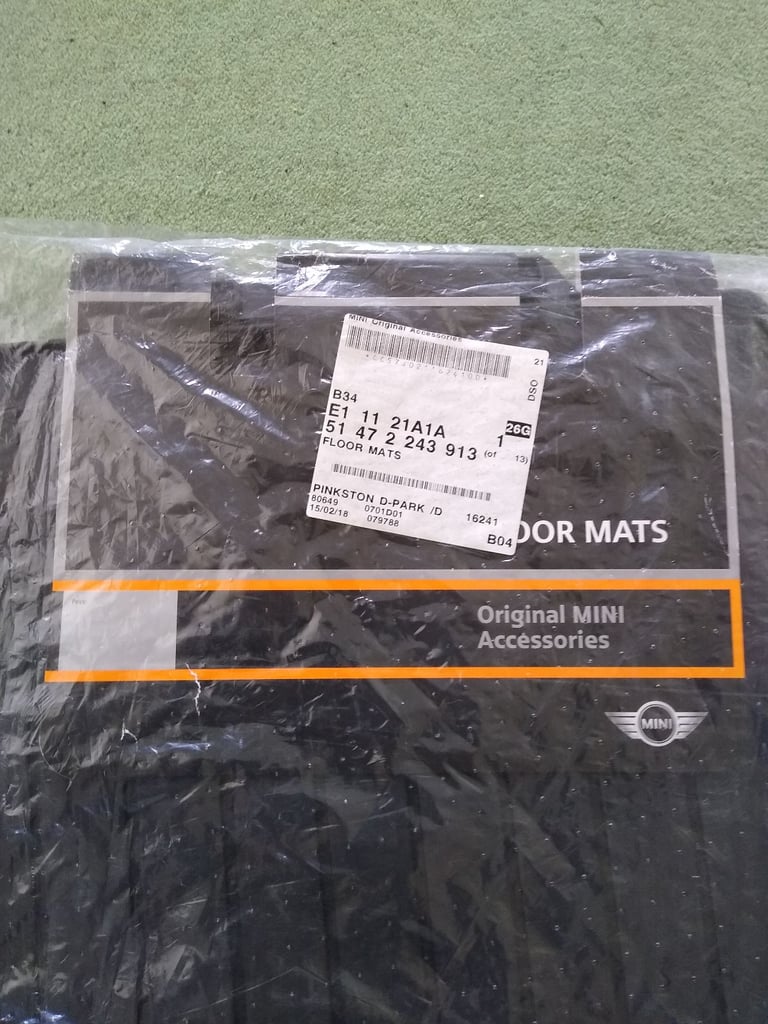 MINI Original Accessories
21
DSO
B34
E1 11 21A1A
1 26G
51 47 2 243 913 (of 13)
FLOOR MATS
PINKSTON D-PARK /D
80649 0701D01 16241
15/02/18 079788
B04
OOR MATS
Original MINI
Accessories
MINI